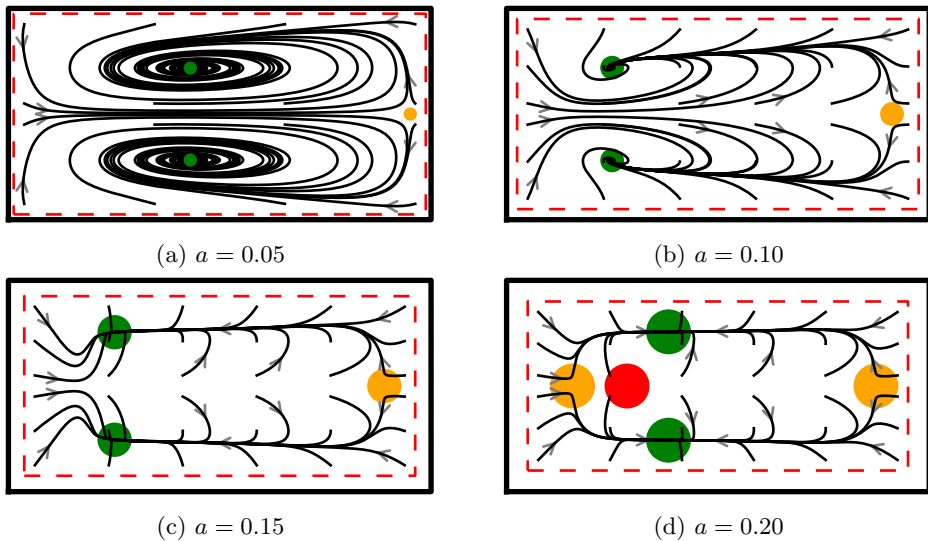 (a) a = 0.05
(b) a = 0.10
(c) a = 0.15
(d) a = 0.20